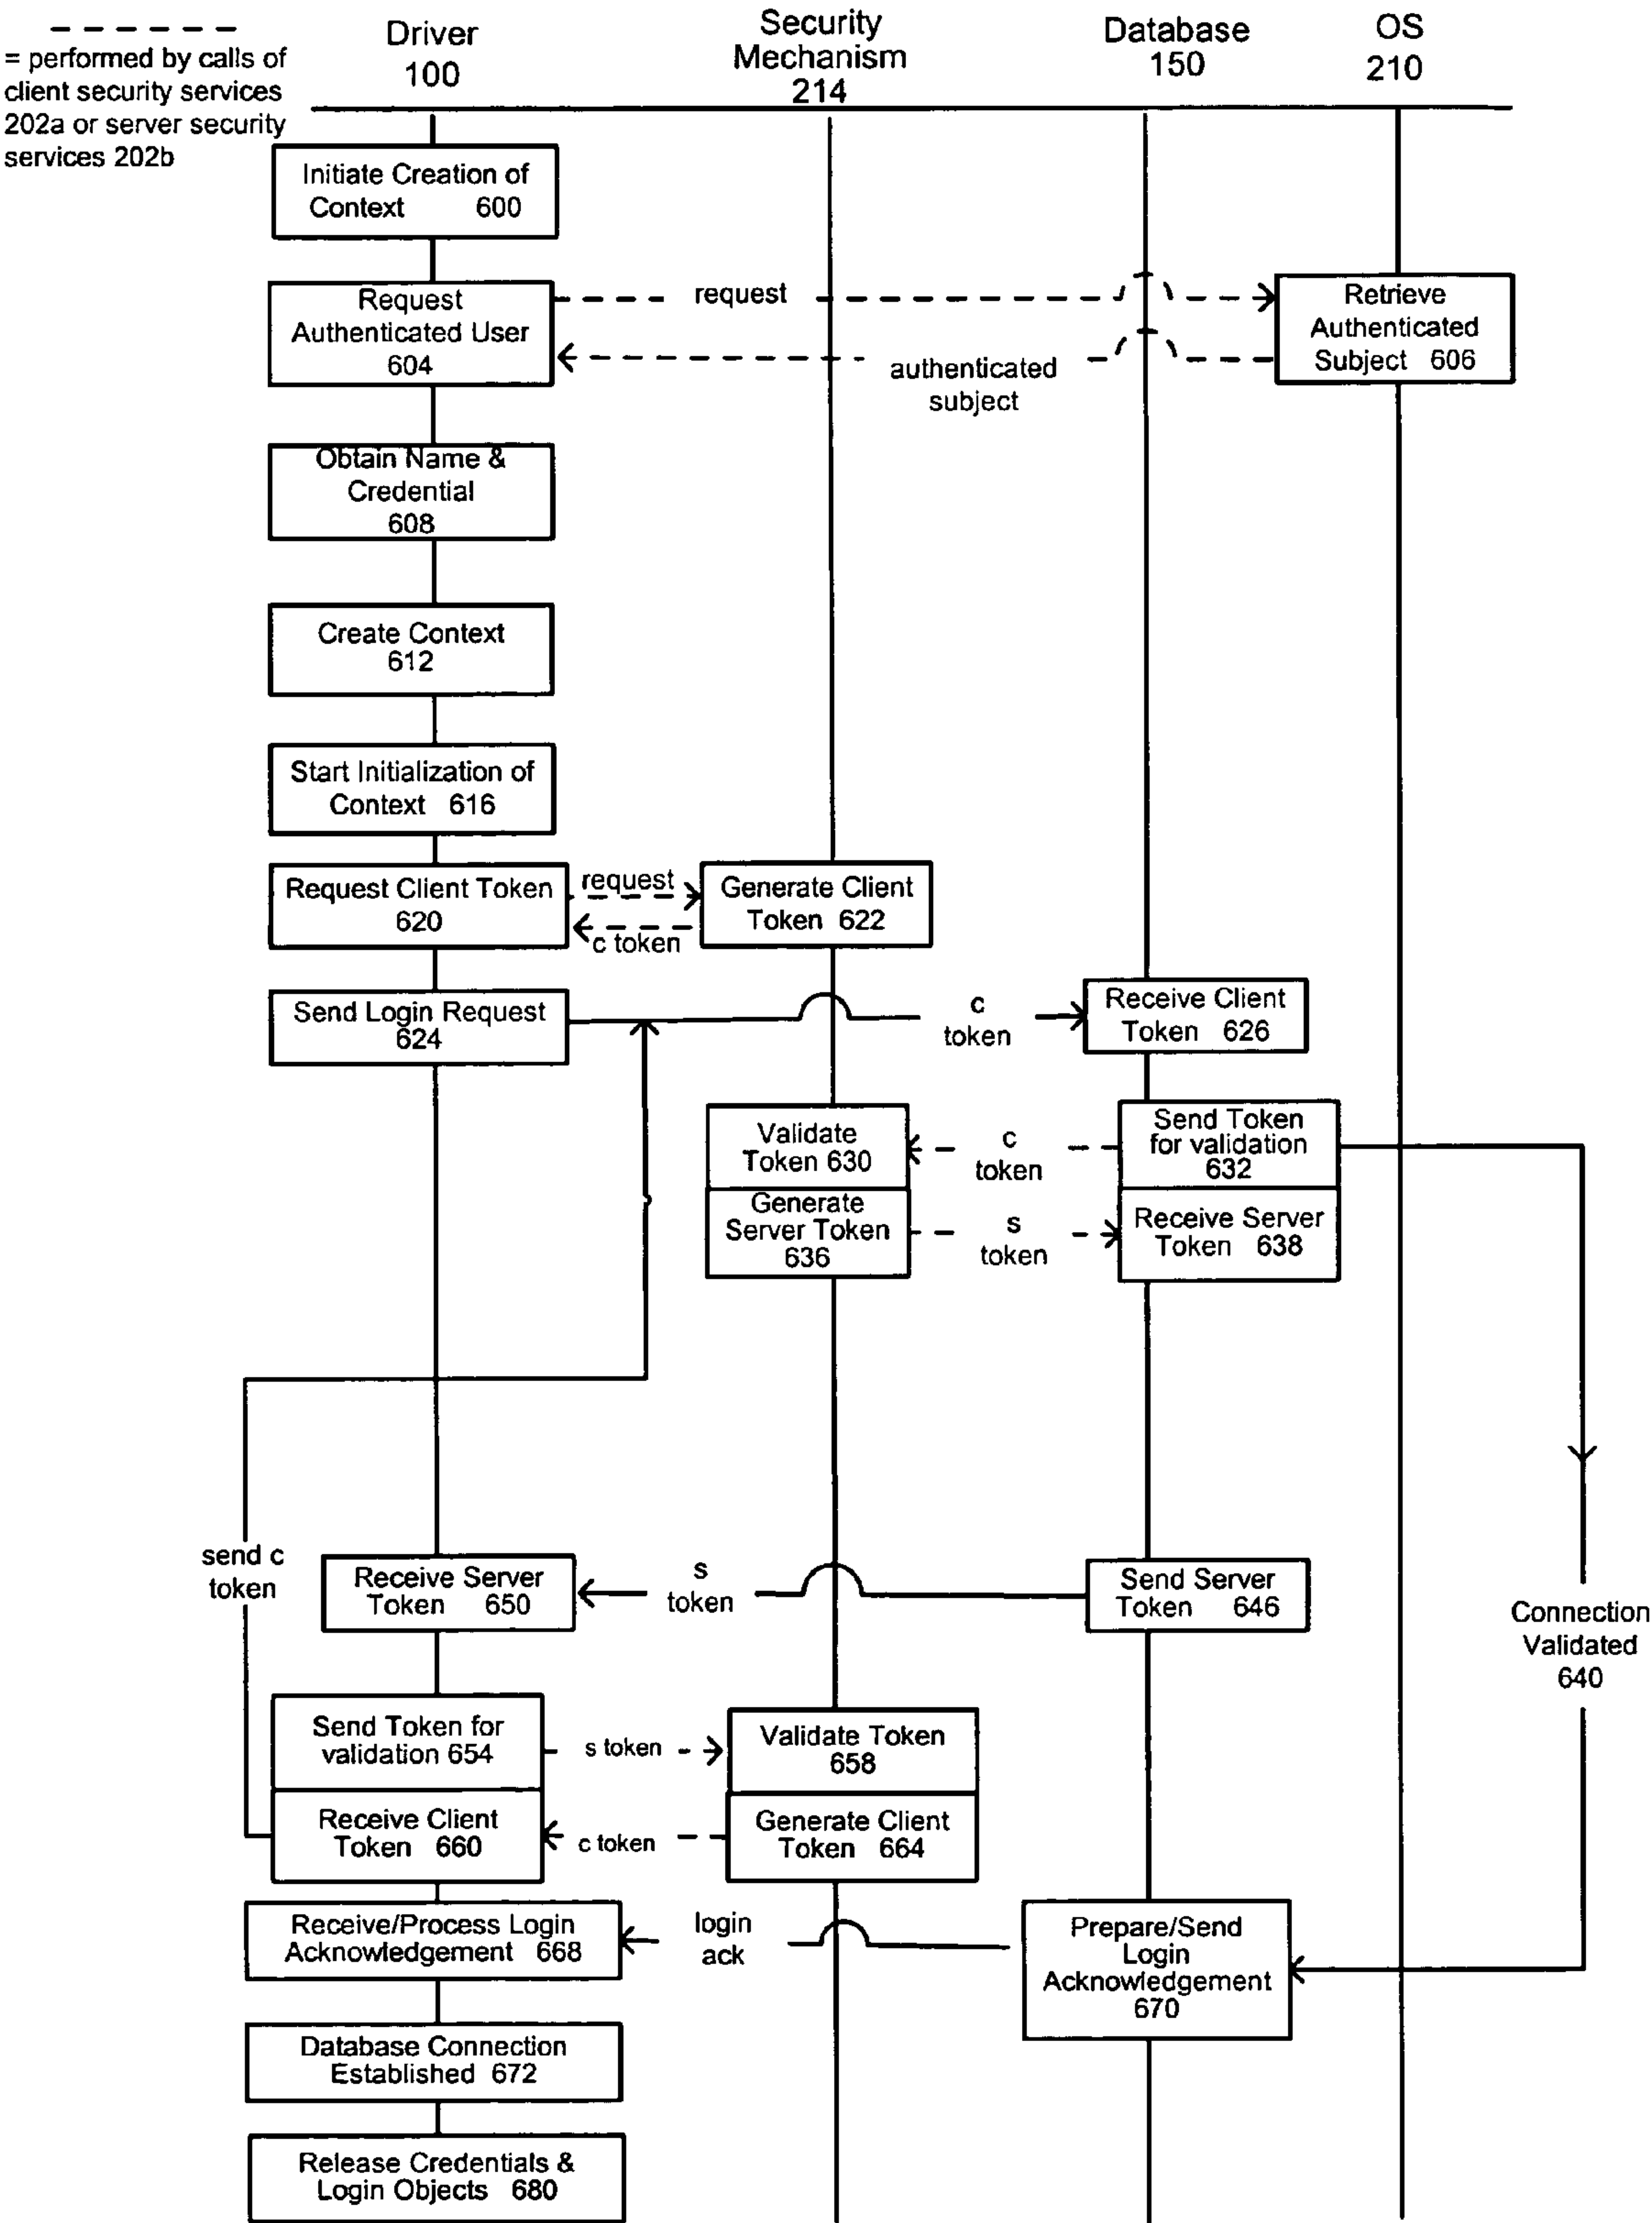 = performed by calls of
client security services
202a or server security
services 202b
Driver
100
Security
Mechanism
214
Database
150
OS
210
Initiate Creation of
Context 600
Request
Authenticated User
604
request
authenticated
subject
Retrieve
Authenticated
Subject 606
Obtain Name &
Credential
608
Create Context
612
Start Initialization of
Context 616
Request Client Token
620
request
c token
Generate Client
Token 622
Send Login Request
624
c
token
Receive Client
Token 626
Validate
Token 630
c
token
Send Token
for validation
632
Generate
Server Token
636
s
token
Receive Server
Token 638
send c
token
Receive Server
Token 650
s
token
Send Server
Token 646
Connection
Validated
640
Send Token for
validation 654
s token
Validate Token
658
Receive Client
Token 660
c token
Generate Client
Token 664
Receive/Process Login
Acknowledgement 668
login
ack
Prepare/Send
Login
Acknowledgement
670
Database Connection
Established 672
Release Credentials &
Login Objects 680